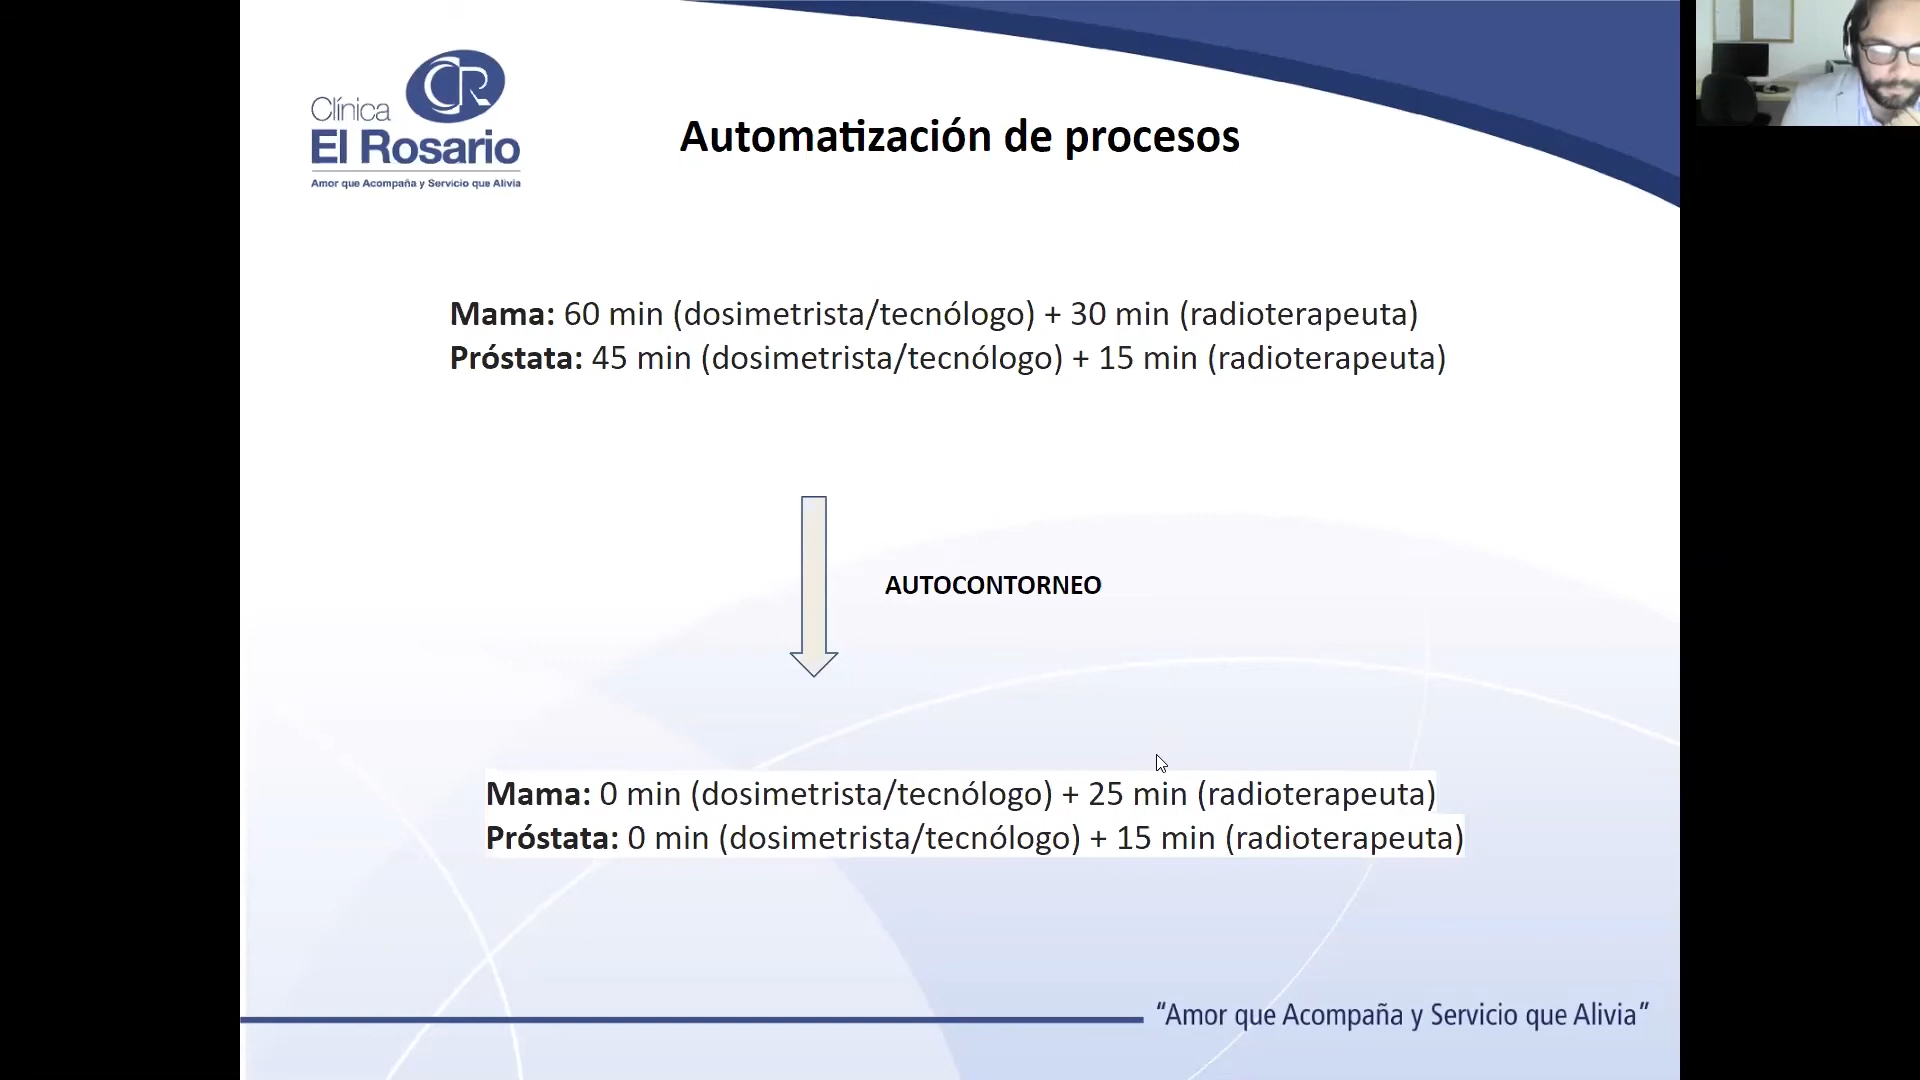 CR
Clínica
El Rosario
Amor que Acompaña y Servicio que Alivia
Automatización de procesos
Mama: 60 min (dosimetrista/tecnólogo) + 30 min (radioterapeuta)
Próstata: 45 min (dosimetrista/tecnólogo) + 15 min (radioterapeuta)
AUTOCONTORNEO
Mama: 0 min (dosimetrista/tecnólogo) + 25 min (radioterapeuta)
Próstata: 0 min (dosimetrista/tecnólogo) + 15 min (radioterapeuta)
“Amor que Acompaña y Servicio que Alivia”